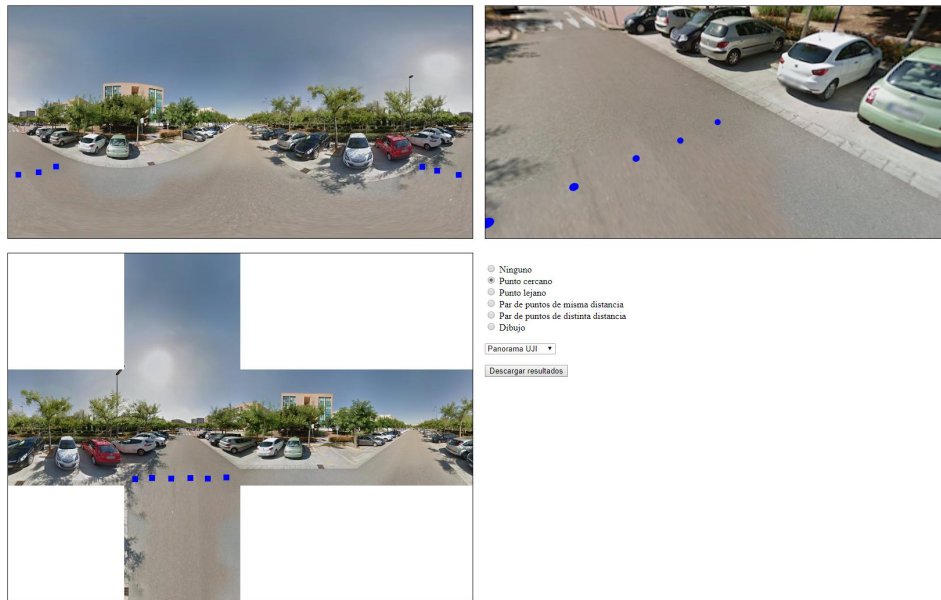 Ninguno
Punto cercano
Punto lejano
Par de puntos de misma distancia
Par de puntos de distinta distancia
Dibujo
Panorama UJI
Descargar resultados